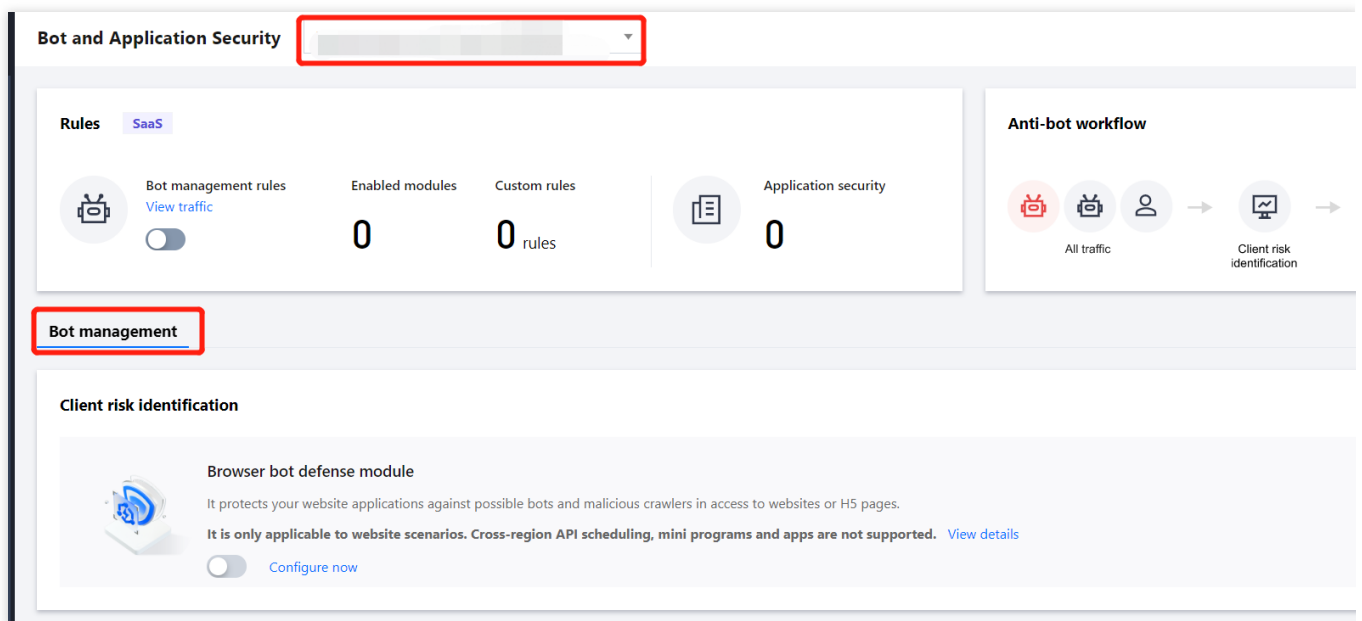 Bot and Application Security
Rules SaaS
Bot management rules
View traffic
Enabled modules
0
Custom rules
0 rules
Application security
0
Anti-bot workflow
All traffic
Client risk
identification
Bot management
Client risk identification
Browser bot defense module
It protects your website applications against possible bots and malicious crawlers in access to websites or H5 pages.
It is only applicable to website scenarios. Cross-region API scheduling, mini programs and apps are not supported. View details
Configure now